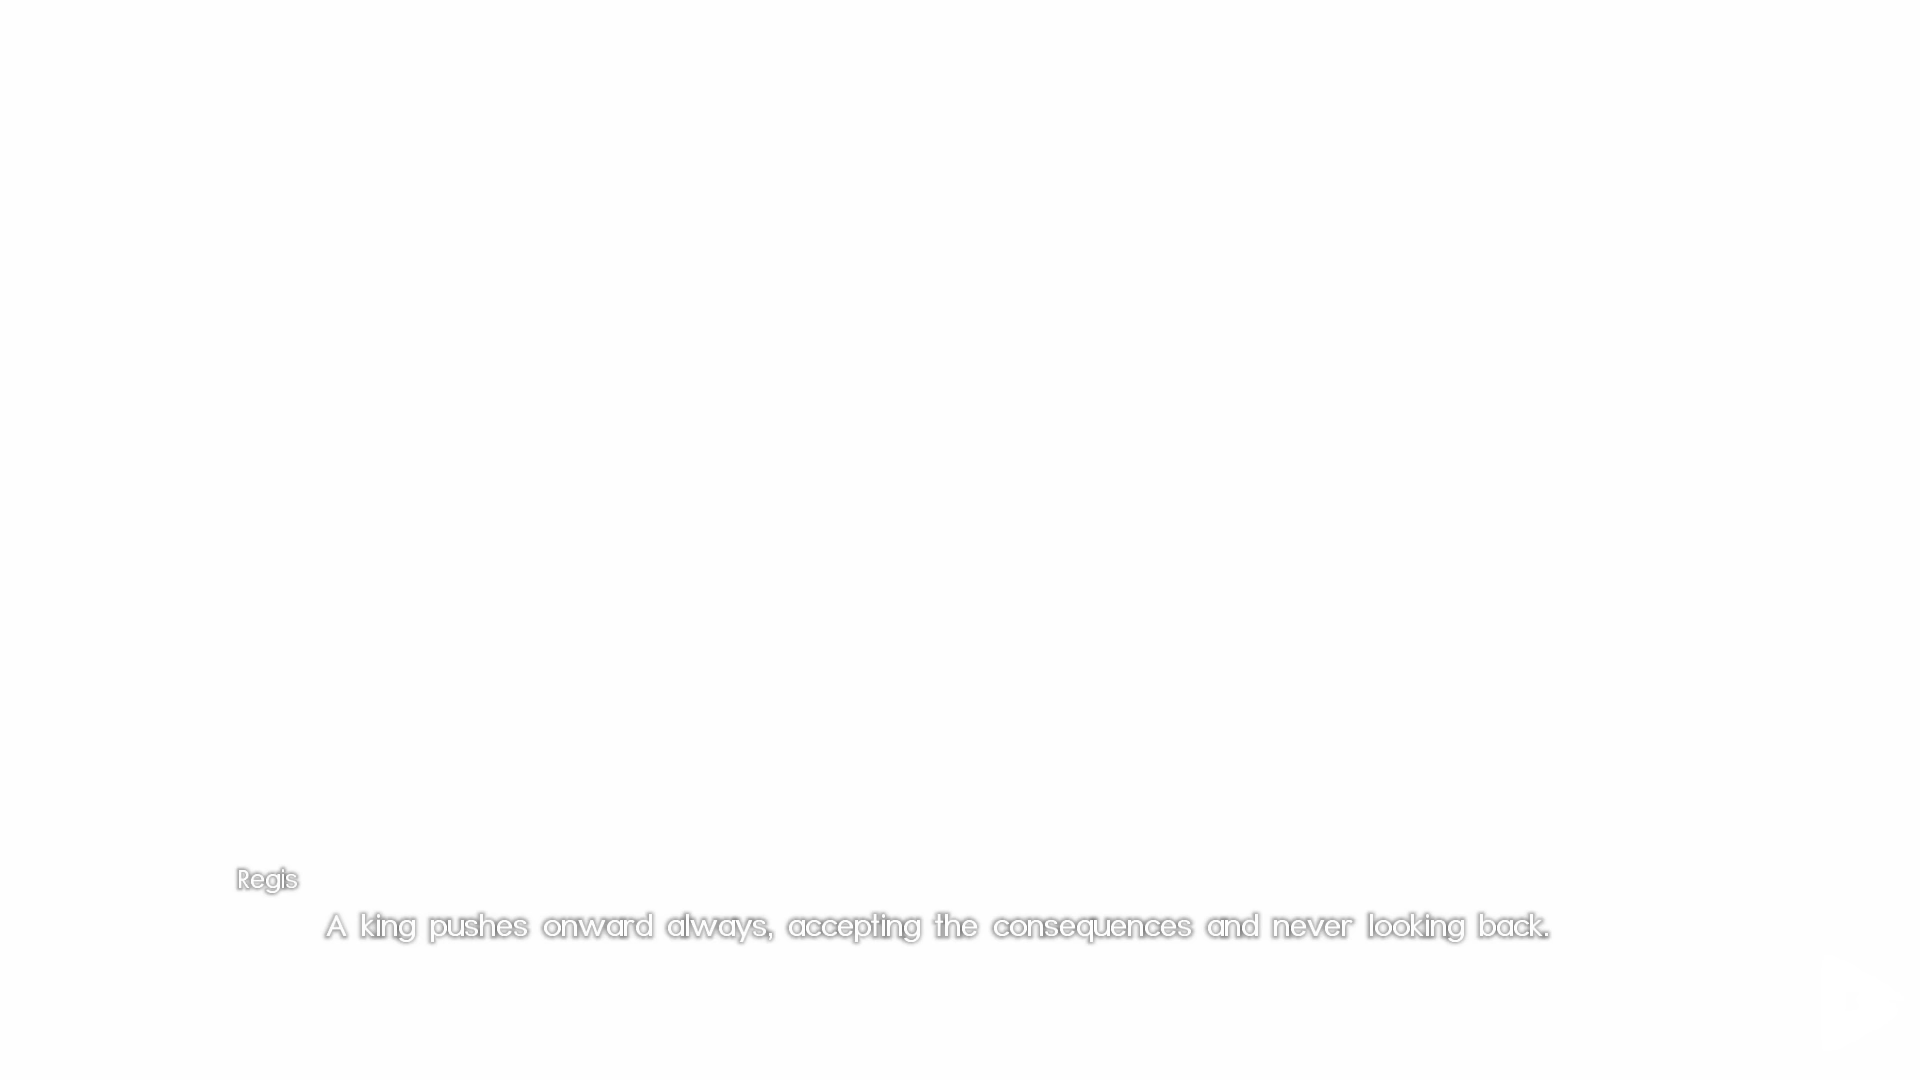 Regis
A king pushes onward always, accepting the consequences and never looking back.